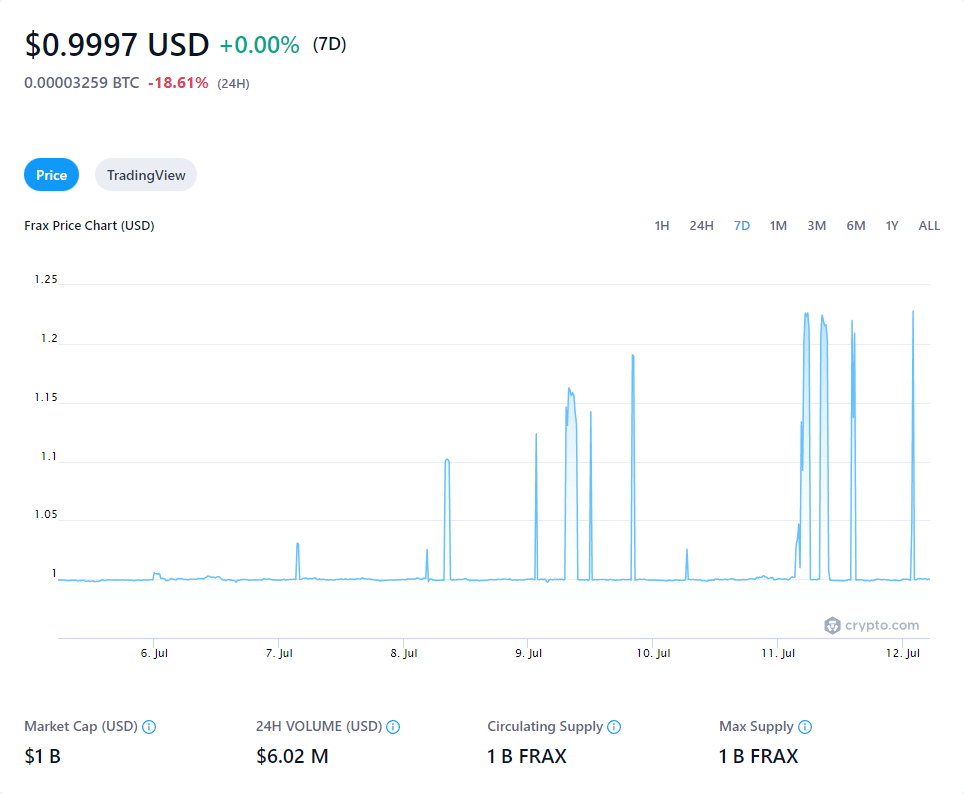 $0.9997 USD +0.00% (7D)
0.00003259 BTC -18.61% (24H)
Price TradingView
Frax Price Chart (USD) 1H 24H 7D 1M 3M 6M 1Y ALL
1.25
1.2
1.15
1.1
1.05
1
crypto.com
6. Jul 7. Jul 8. Jul 9. Jul 10. Jul 11. Jul 12. Jul
Market Cap (USD) 24H VOLUME (USD) Circulating Supply Max Supply
$1 B $6.02 M 1 B FRAX 1 B FRAX